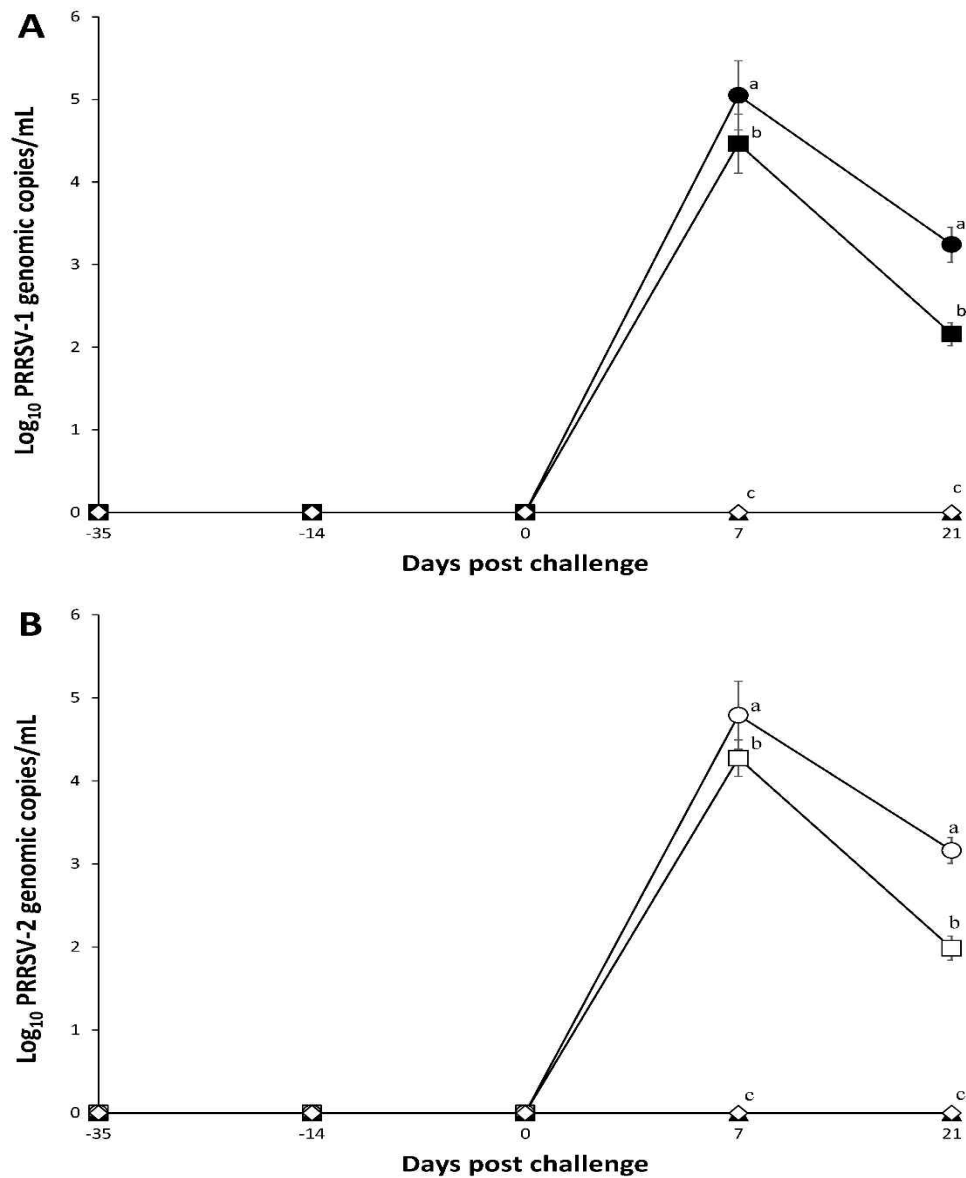 A
Log₁₀ PRRSV-1 genomic copies/mL
6
5
4
3
2
1
0
a
b
a
b
c
c
-35
-14
0
7
21
Days post challenge
B
Log₁₀ PRRSV-2 genomic copies/mL
6
5
4
3
2
1
0
a
b
a
b
c
c
-35
-14
0
7
21
Days post challenge